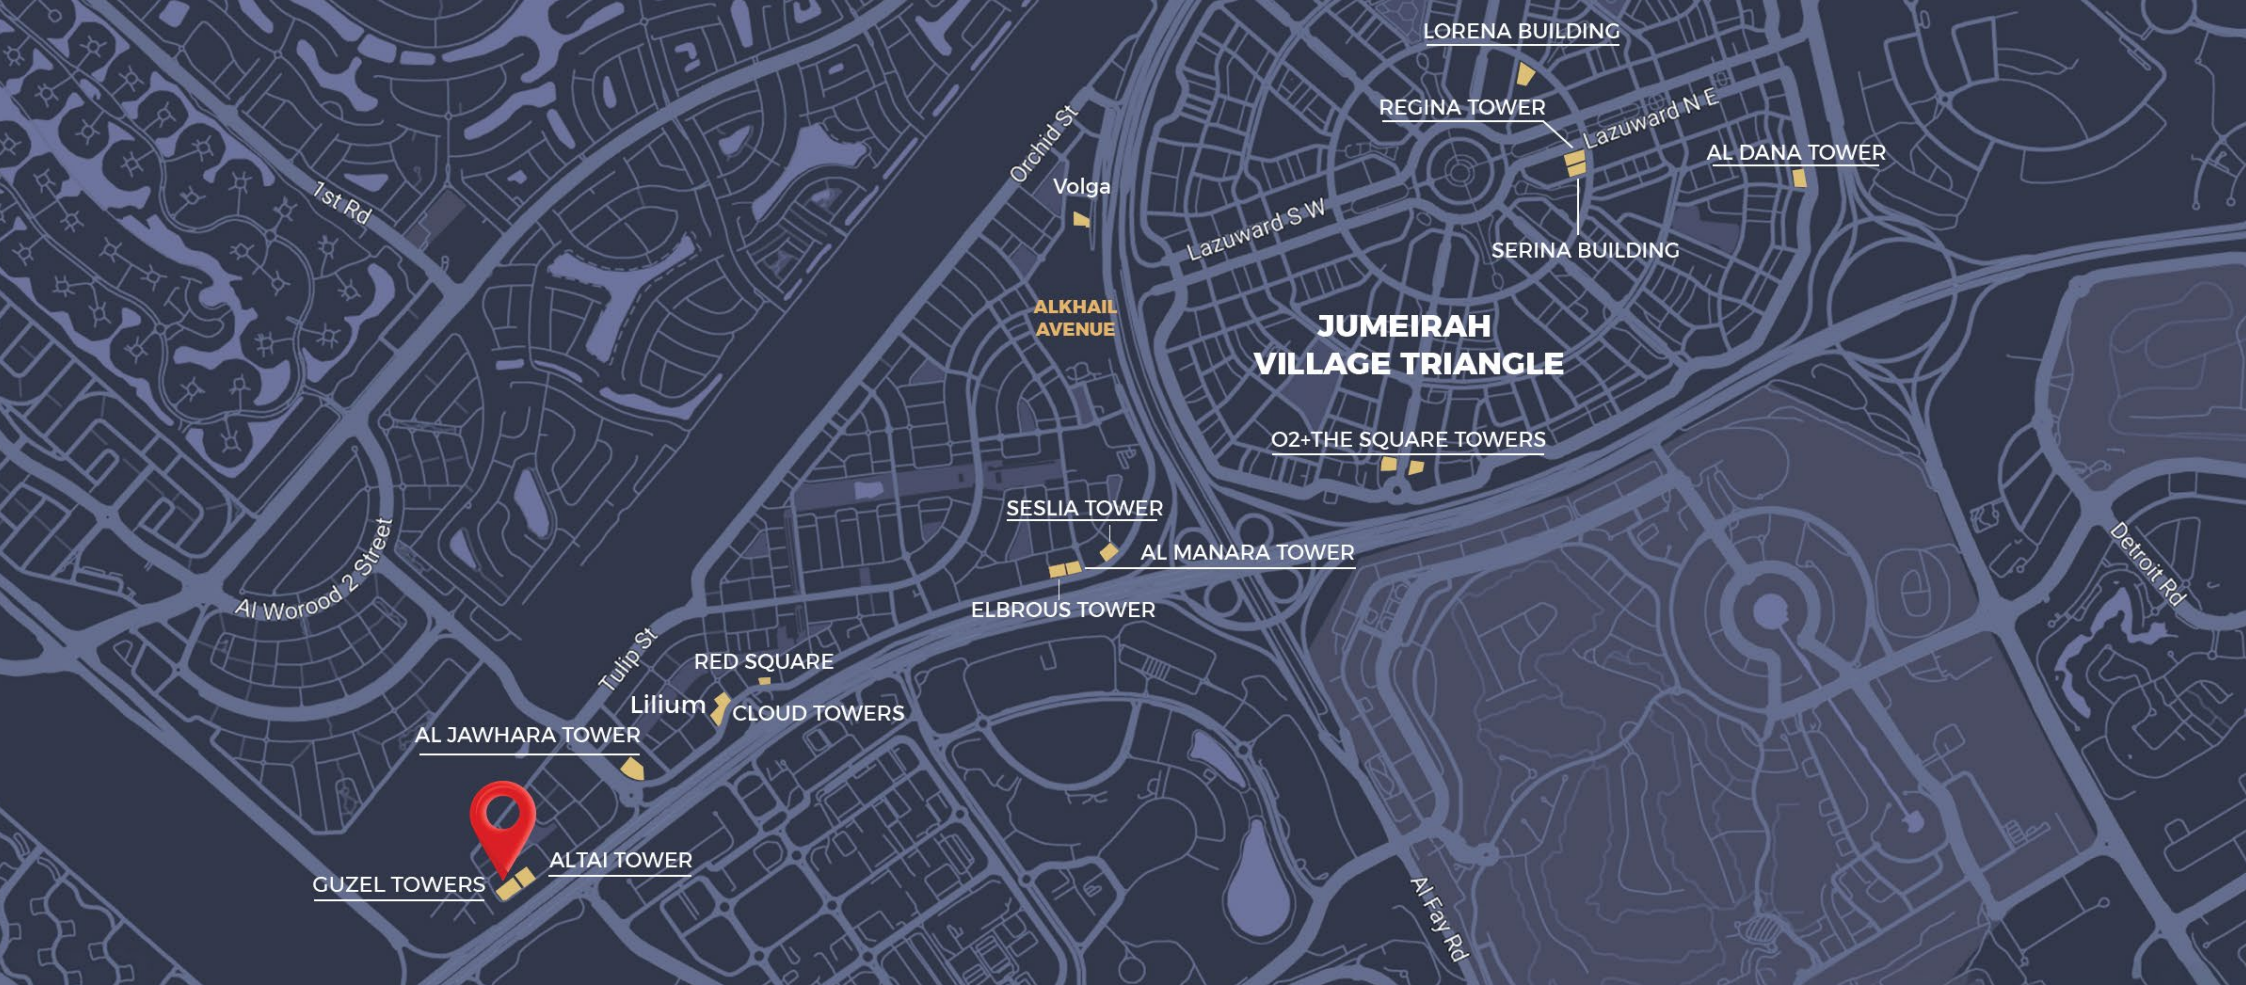 LORENA BUILDING
REGINA TOWER
Lazuward N E
Orchid St
AL DANA TOWER
Volga
1st Rd
Lazuward S W
SERINA BUILDING
ALKHAIL
AVENUE
JUMEIRAH
VILLAGE TRIANGLE
O2+THE SQUARE TOWERS
SESLIA TOWER
AL MANARA TOWER
Detroit Rd
Al Worood 2 Street
ELBROUS TOWER
Tulip St
RED SQUARE
Lilium
CLOUD TOWERS
AL JAWHARA TOWER
ALTAI TOWER
GUZEL TOWERS
Al Fay Rd